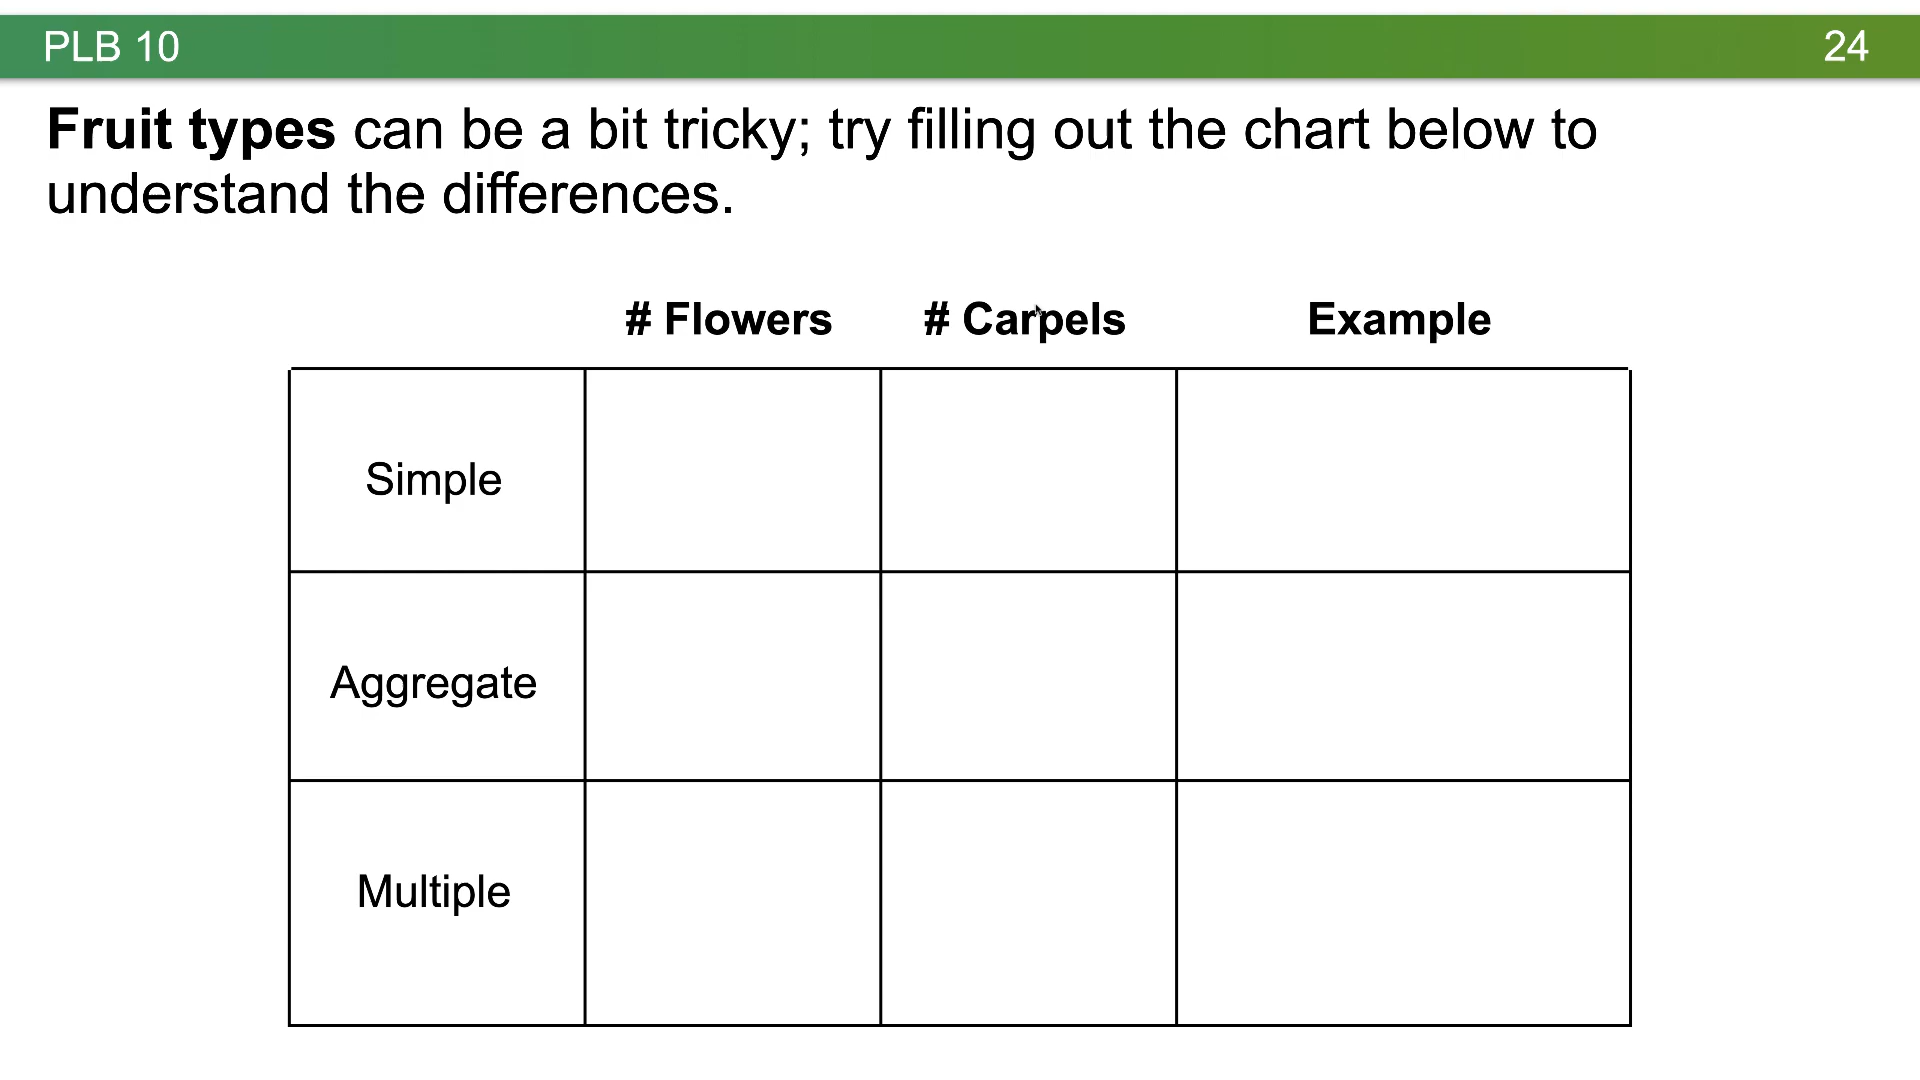 PLB 10
24
Fruit types can be a bit tricky; try filling out the chart below to
understand the differences.
# Flowers
# Carpels
Example
Simple
Aggregate
Multiple